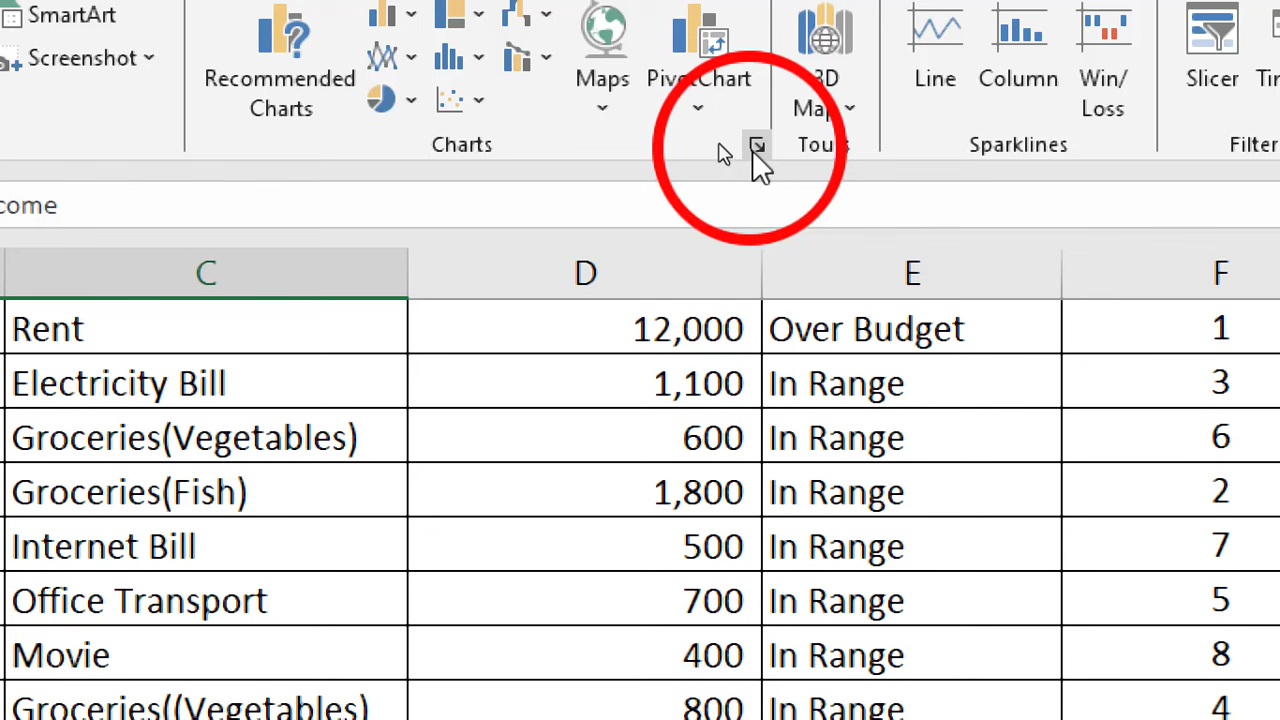 SmartArt
Screenshot
Recommended
Charts
Maps
PivotChart
3D
Map
Line
Column
Win/
Loss
Slicer
Charts
Sparklines
Filter
come
C D E F
Rent 12,000 Over Budget 1
Electricity Bill 1,100 In Range 3
Groceries(Vegetables) 600 In Range 6
Groceries(Fish) 1,800 In Range 2
Internet Bill 500 In Range 7
Office Transport 700 In Range 5
Movie 400 In Range 8
Groceries((Vegetables) 800 In Range 4